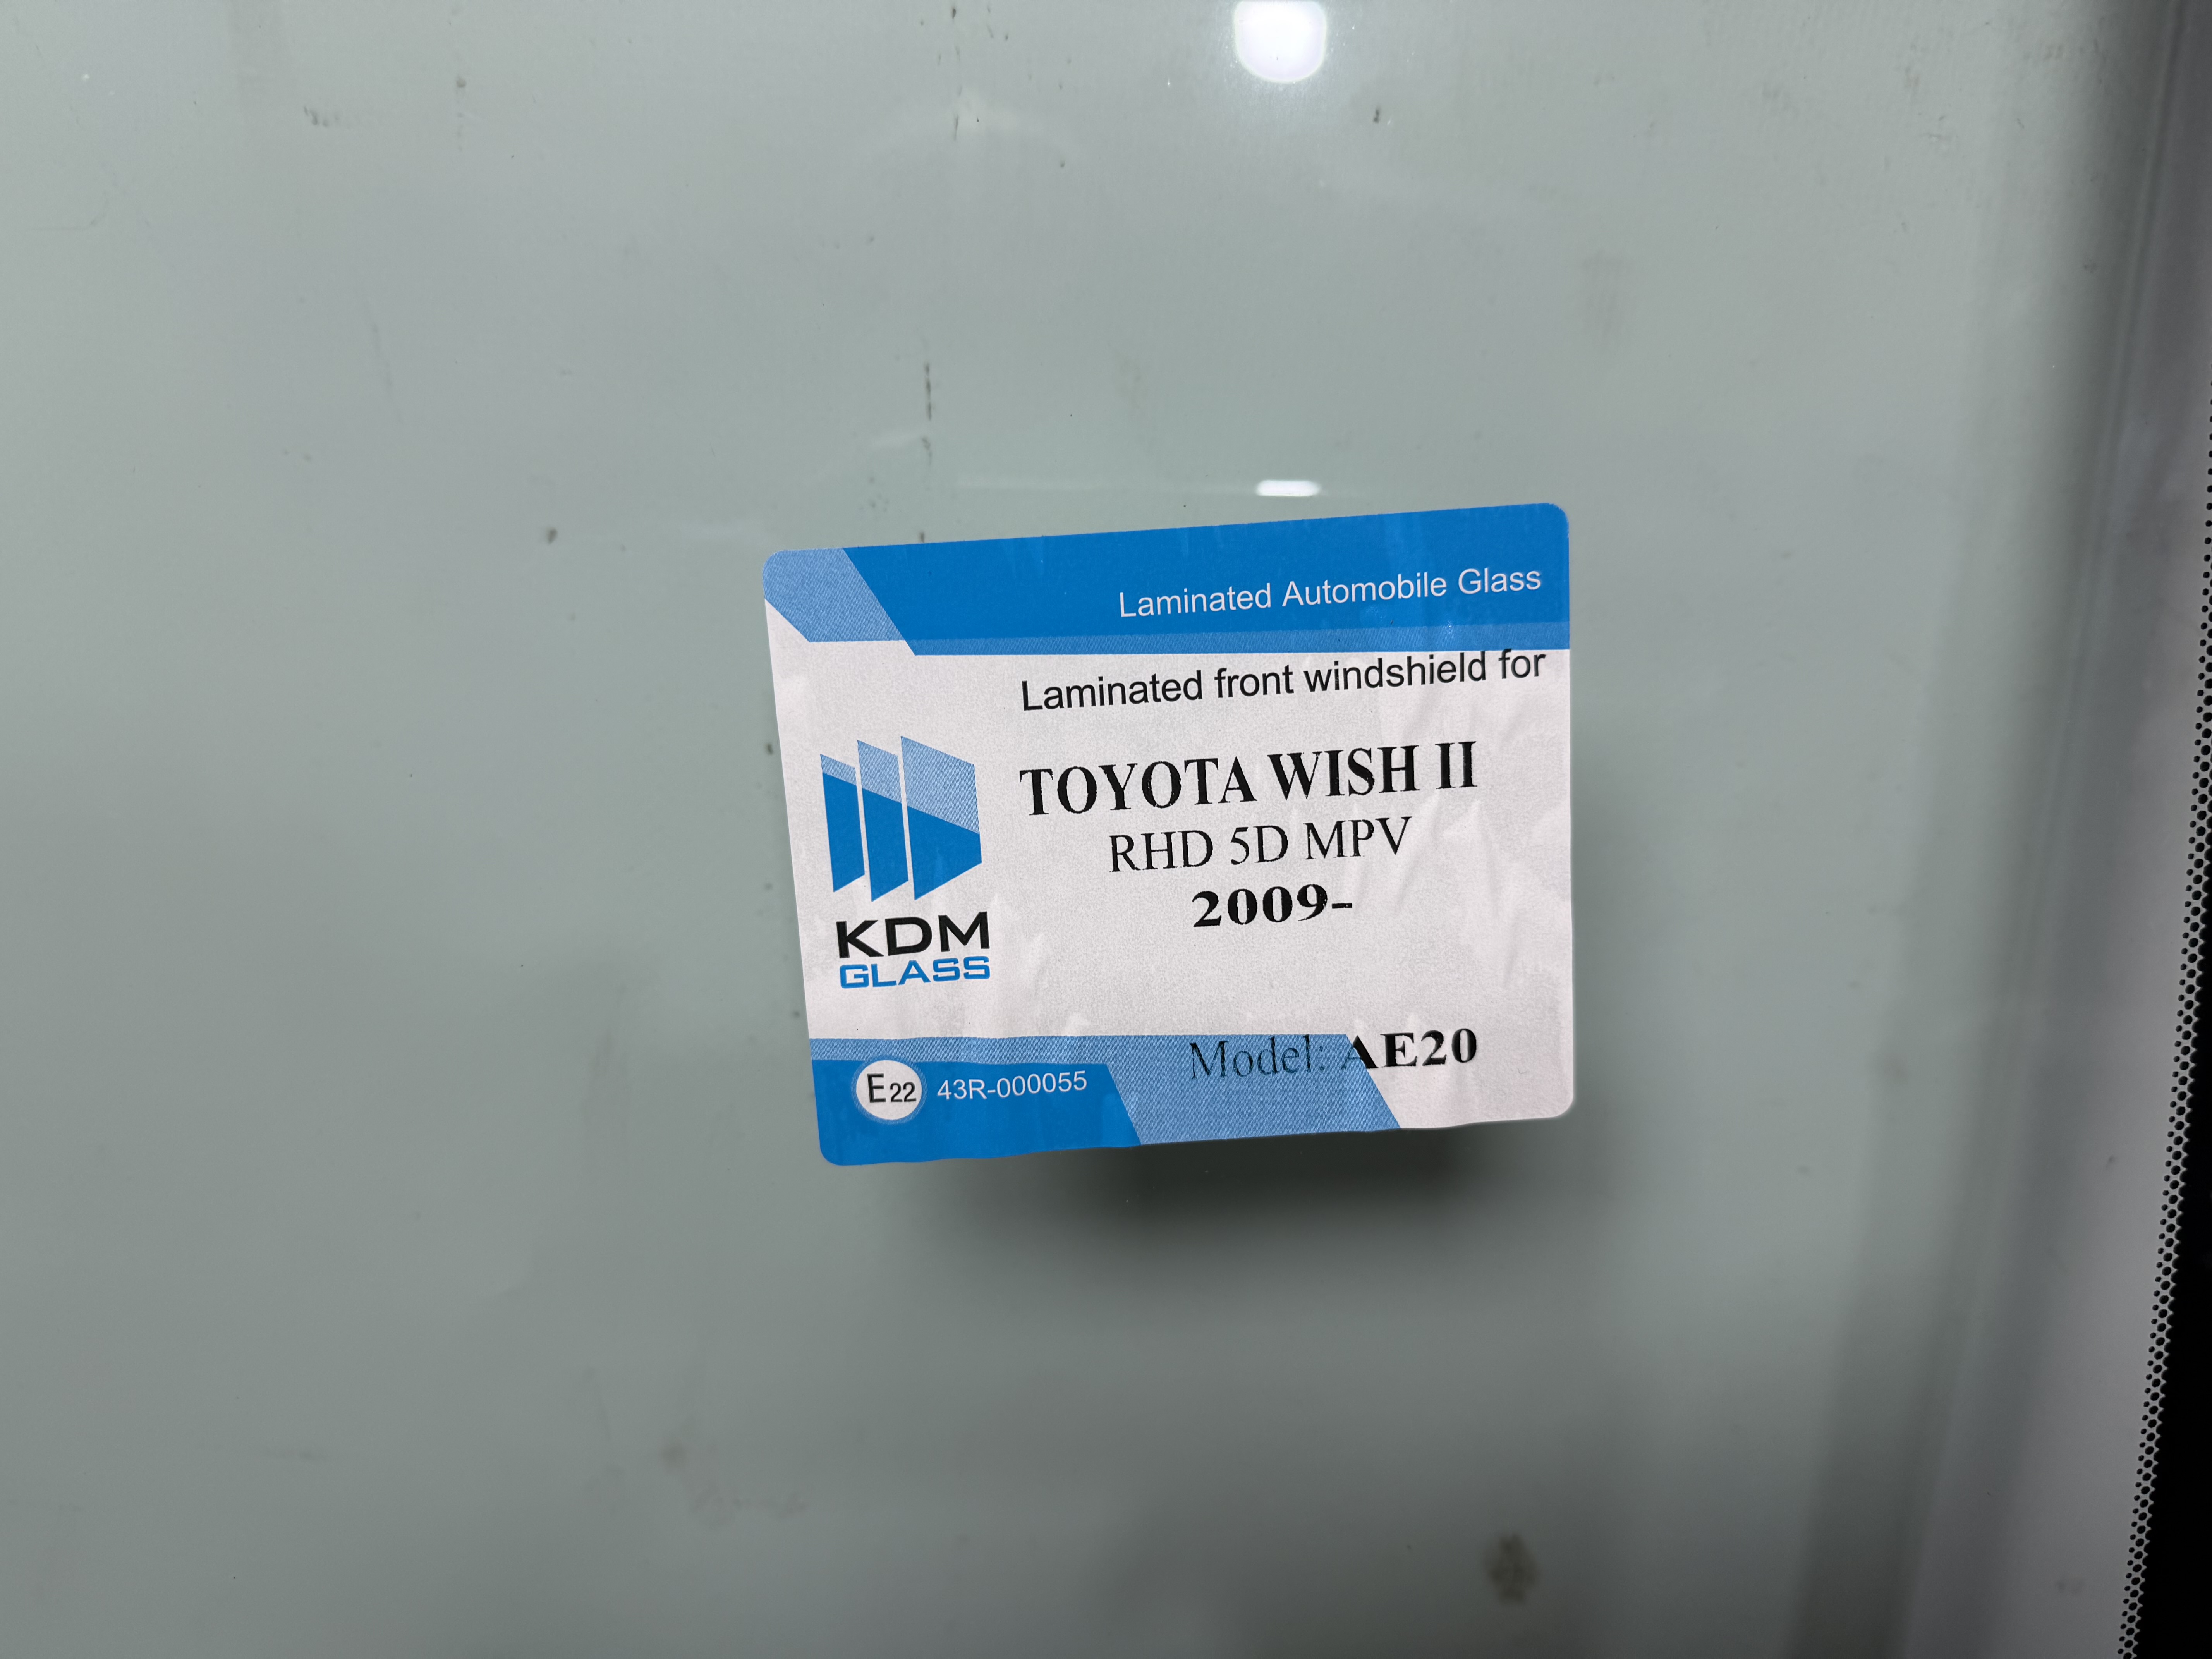 Laminated Automobile Glass
Laminated front windshield for
TOYOTA WISH II
RHD 5D MPV
2009-
KDM
GLASS
Model: AE20
E22 43R-000055